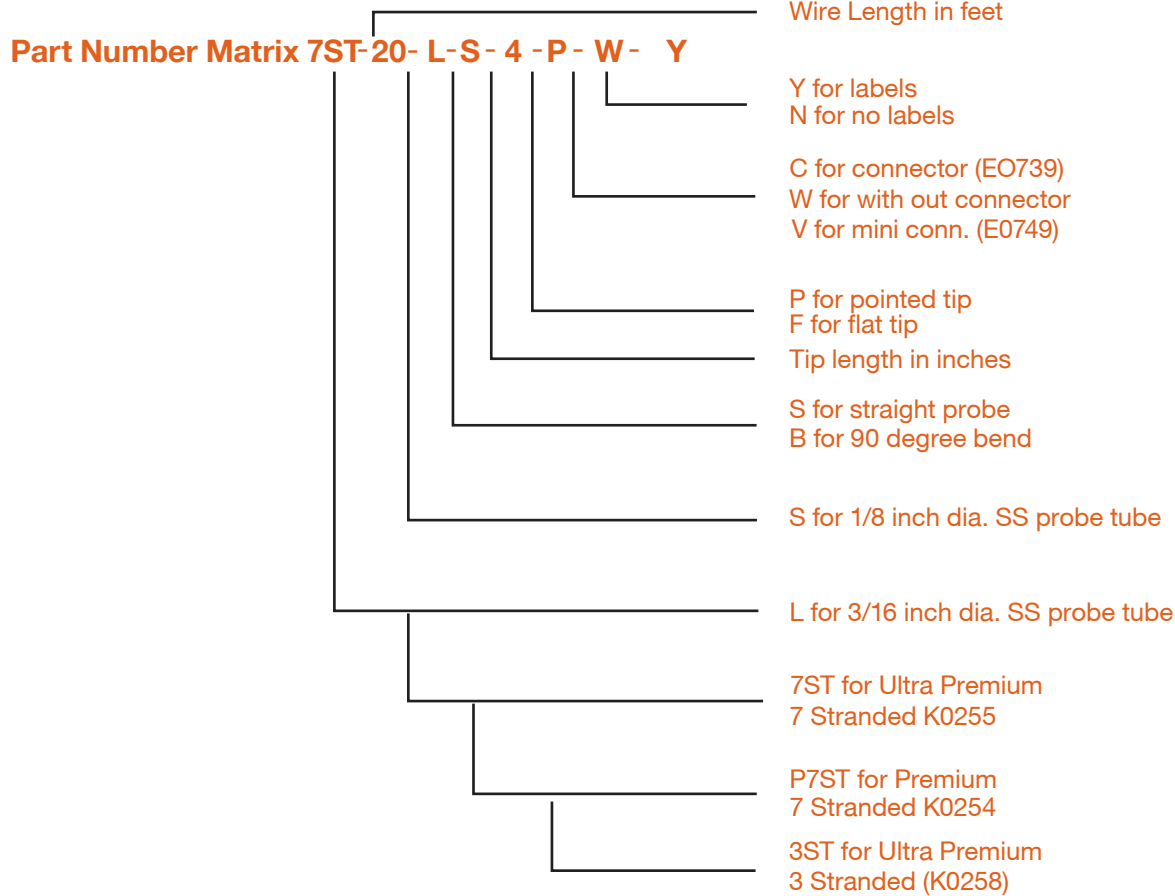 Wire Length in feet
Part Number Matrix 7ST-20- L-S- 4 -P- W- Y
Y for labels
N for no labels
C for connector (EO739)
W for with out connector
V for mini conn. (E0749)
P for pointed tip
F for flat tip
Tip length in inches
S for straight probe
B for 90 degree bend
S for 1/8 inch dia. SS probe tube
L for 3/16 inch dia. SS probe tube
7ST for Ultra Premium
7 Stranded K0255
P7ST for Premium
7 Stranded K0254
3ST for Ultra Premium
3 Stranded (K0258)